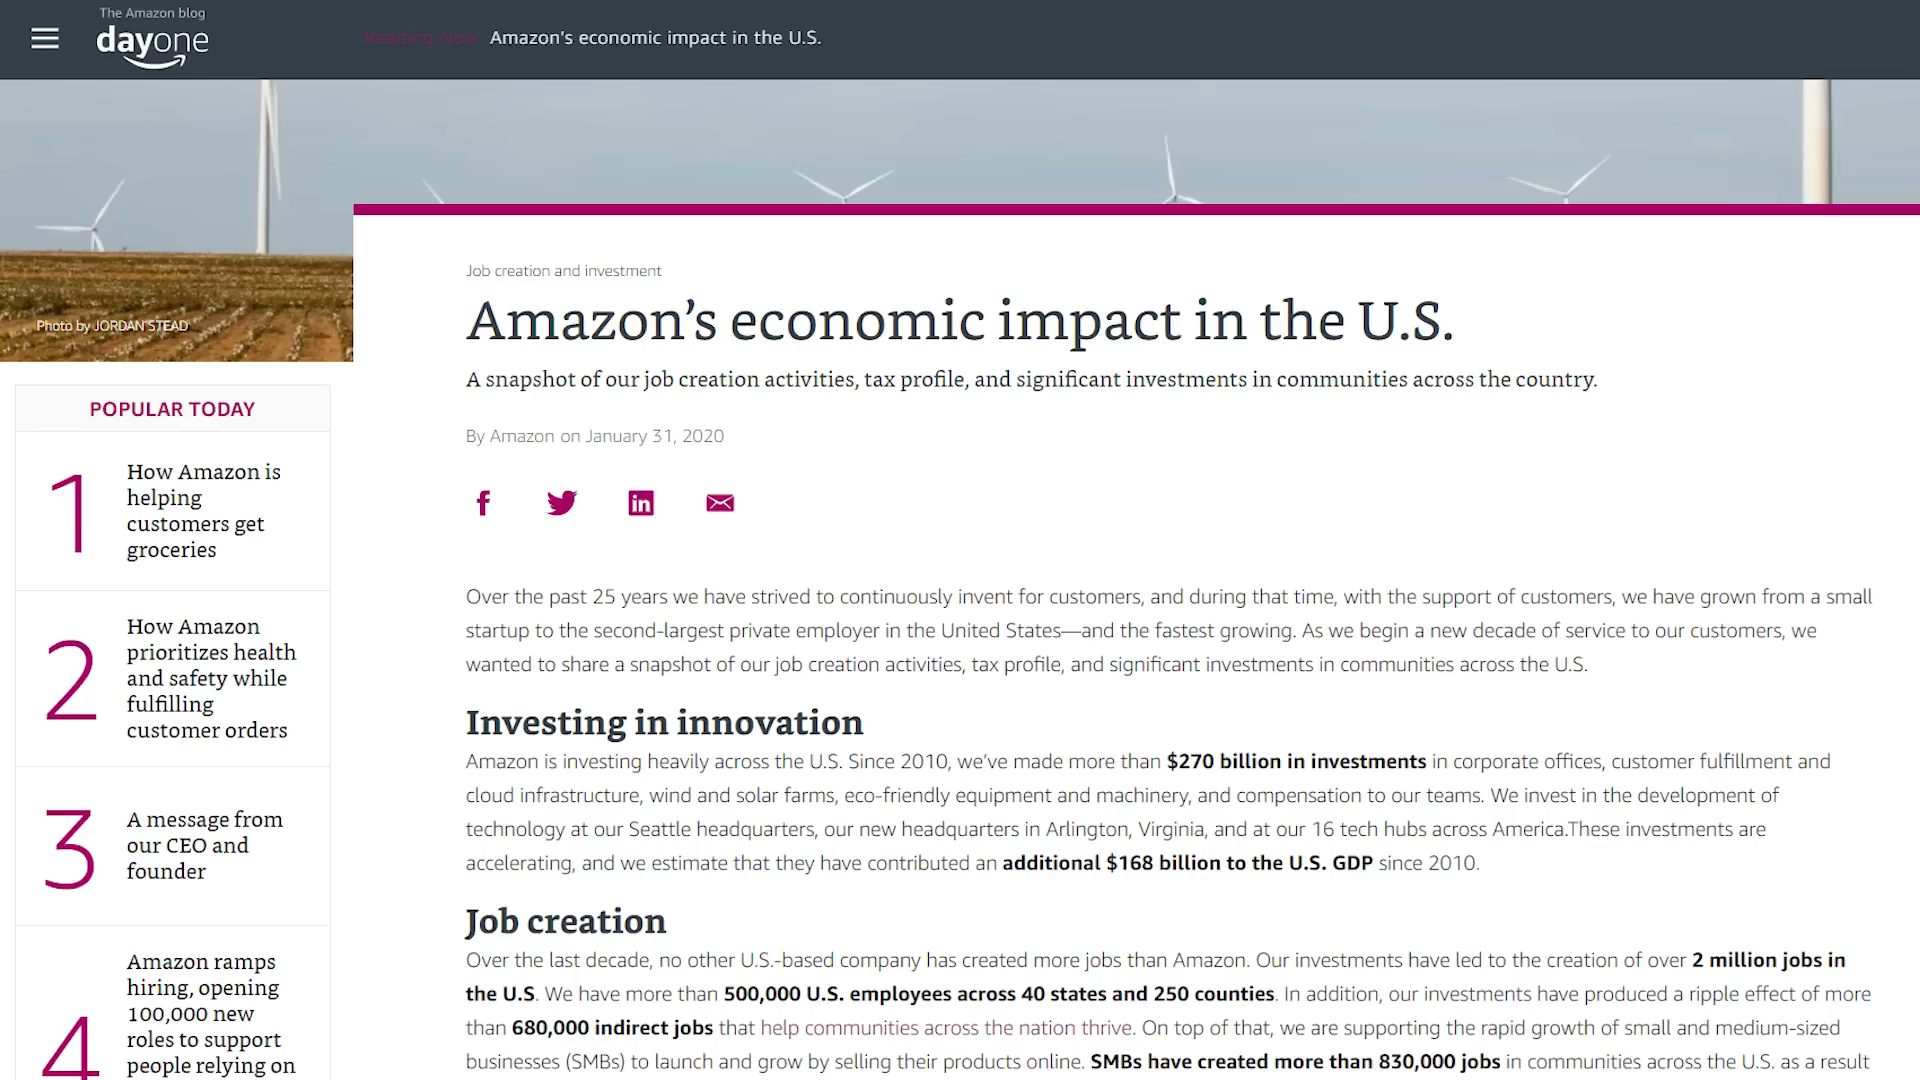 The Amazon blog
dayone
Reading Now Amazon's economic impact in the U.S.
Photo by JORDAN STEAD
POPULAR TODAY
1
How Amazon is
helping
customers get
groceries
2
How Amazon
prioritizes health
and safety while
fulfilling
customer orders
3
A message from
our CEO and
founder
4
Amazon ramps
hiring, opening
100,000 new
roles to support
people relying on
Job creation and investment
Amazon’s economic impact in the U.S.
A snapshot of our job creation activities, tax profile, and significant investments in communities across the country.
By Amazon on January 31, 2020
Over the past 25 years we have strived to continuously invent for customers, and during that time, with the support of customers, we have grown from a small
startup to the second-largest private employer in the United States—and the fastest growing. As we begin a new decade of service to our customers, we
wanted to share a snapshot of our job creation activities, tax profile, and significant investments in communities across the U.S.
Investing in innovation
Amazon is investing heavily across the U.S. Since 2010, we’ve made more than $270 billion in investments in corporate offices, customer fulfillment and
cloud infrastructure, wind and solar farms, eco-friendly equipment and machinery, and compensation to our teams. We invest in the development of
technology at our Seattle headquarters, our new headquarters in Arlington, Virginia, and at our 16 tech hubs across America.These investments are
accelerating, and we estimate that they have contributed an additional $168 billion to the U.S. GDP since 2010.
Job creation
Over the last decade, no other U.S.-based company has created more jobs than Amazon. Our investments have led to the creation of over 2 million jobs in
the U.S. We have more than 500,000 U.S. employees across 40 states and 250 counties. In addition, our investments have produced a ripple effect of more
than 680,000 indirect jobs that help communities across the nation thrive. On top of that, we are supporting the rapid growth of small and medium-sized
businesses (SMBs) to launch and grow by selling their products online. SMBs have created more than 830,000 jobs in communities across the U.S. as a result